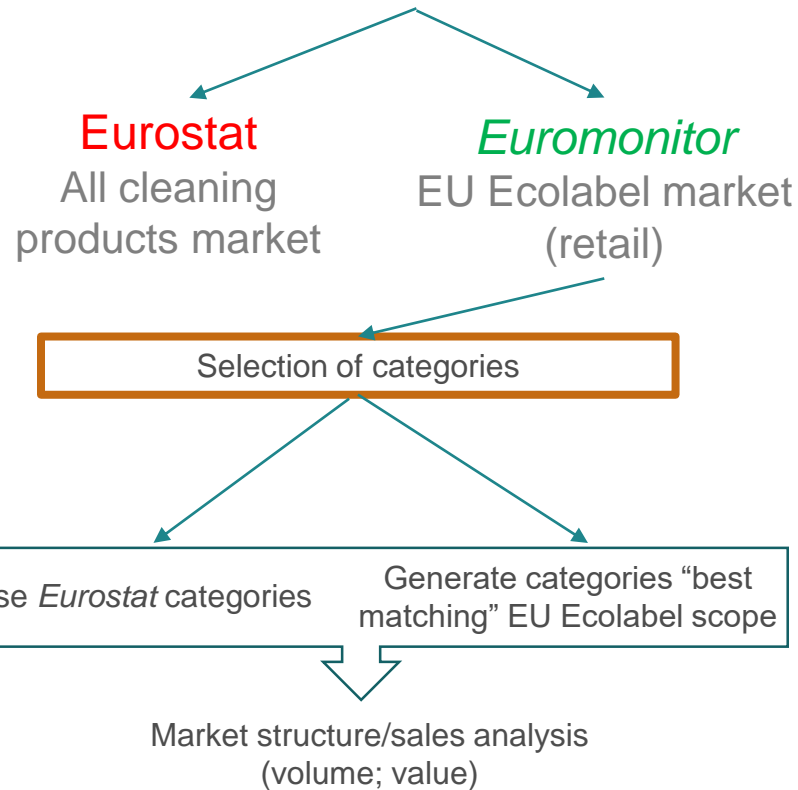 Eurostat
All cleaning
products market
Euromonitor
EU Ecolabel market
(retail)
Selection of categories
se Eurostat categories
Generate categories “best
matching” EU Ecolabel scope
Market structure/sales analysis
(volume; value)